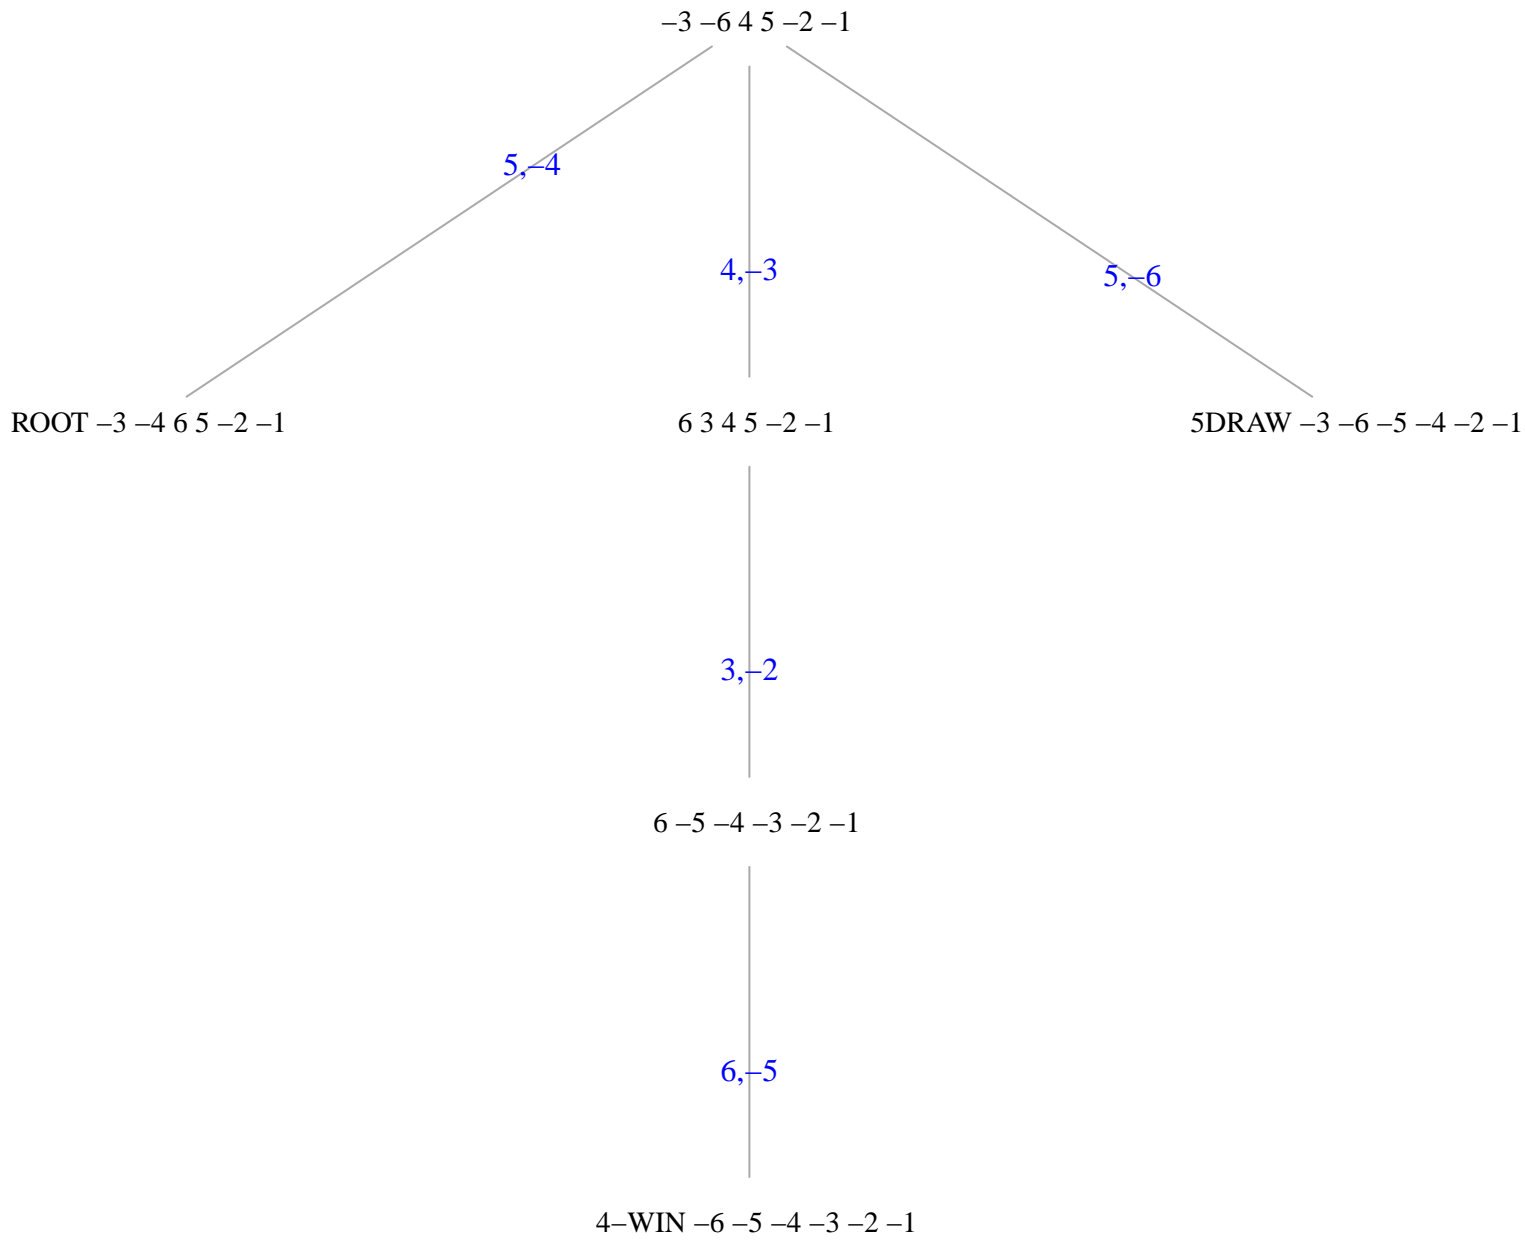 –3 –6 4 5 –2 –1
5,–4
4,–3
5,–6
ROOT –3 –4 6 5 –2 –1
6 3 4 5 –2 –1
5DRAW –3 –6 –5 –4 –2 –1
3,–2
6 –5 –4 –3 –2 –1
6,–5
4–WIN –6 –5 –4 –3 –2 –1